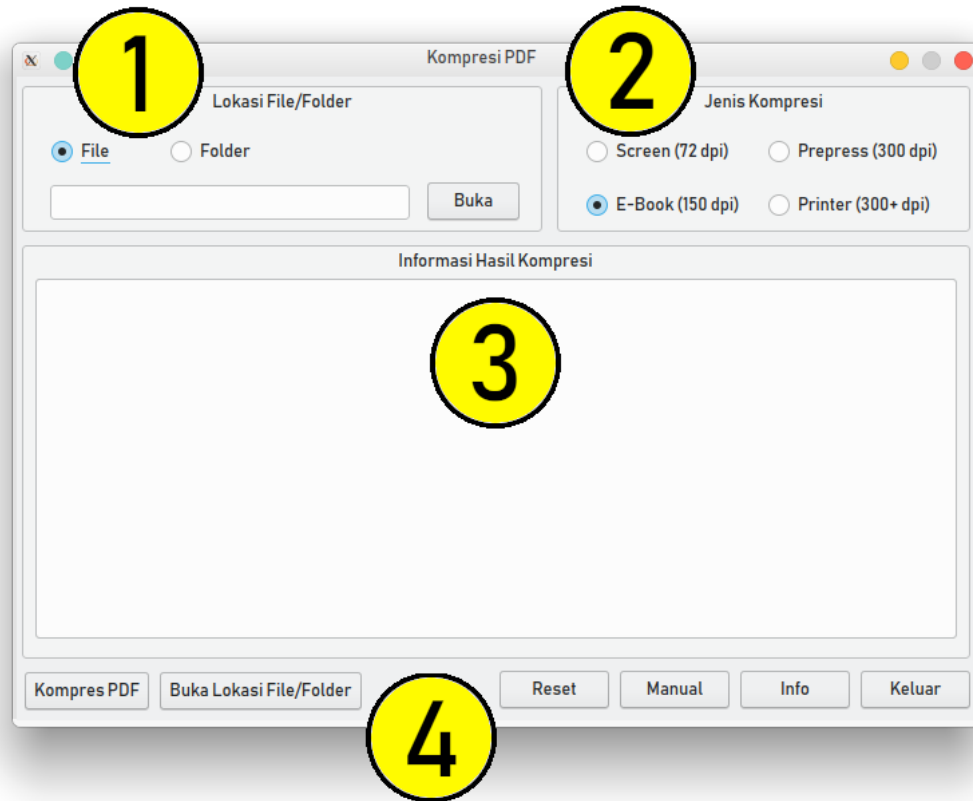 Kompresi PDF
1
2
Lokasi File/Folder
Jenis Kompresi
File
Folder
Screen (72 dpi)
Prepress (300 dpi)
Buka
E-Book (150 dpi)
Printer (300+ dpi)
Informasi Hasil Kompresi
3
Kompres PDF
Buka Lokasi File/Folder
Reset
Manual
Info
Keluar
4